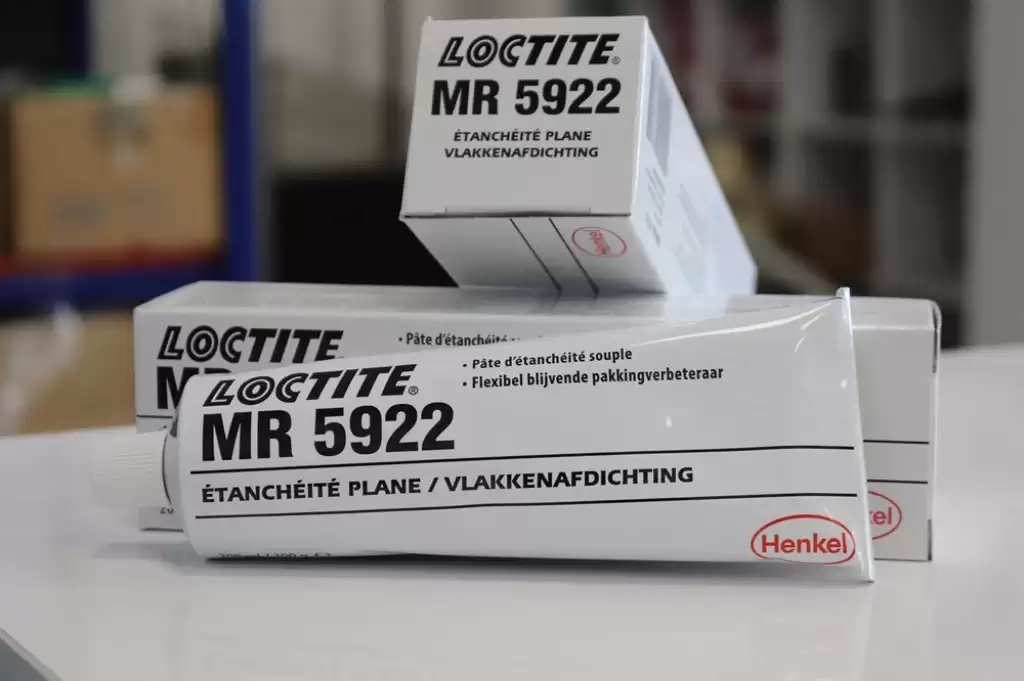 LOCTITE®
MR 5922
ÉTANCHÉITÉ PLANE
VLAKKENAFDICHTING
LOCTITE
• Pâte d'étanchéité
M
LOCTITE®
MR 5922
• Pâte d'étanchéité souple
• Flexibel blijvende pakkingverbeteraar
ÉTANCHÉITÉ PLANE / VLAKKENAFDICHTING
Henkel
kel